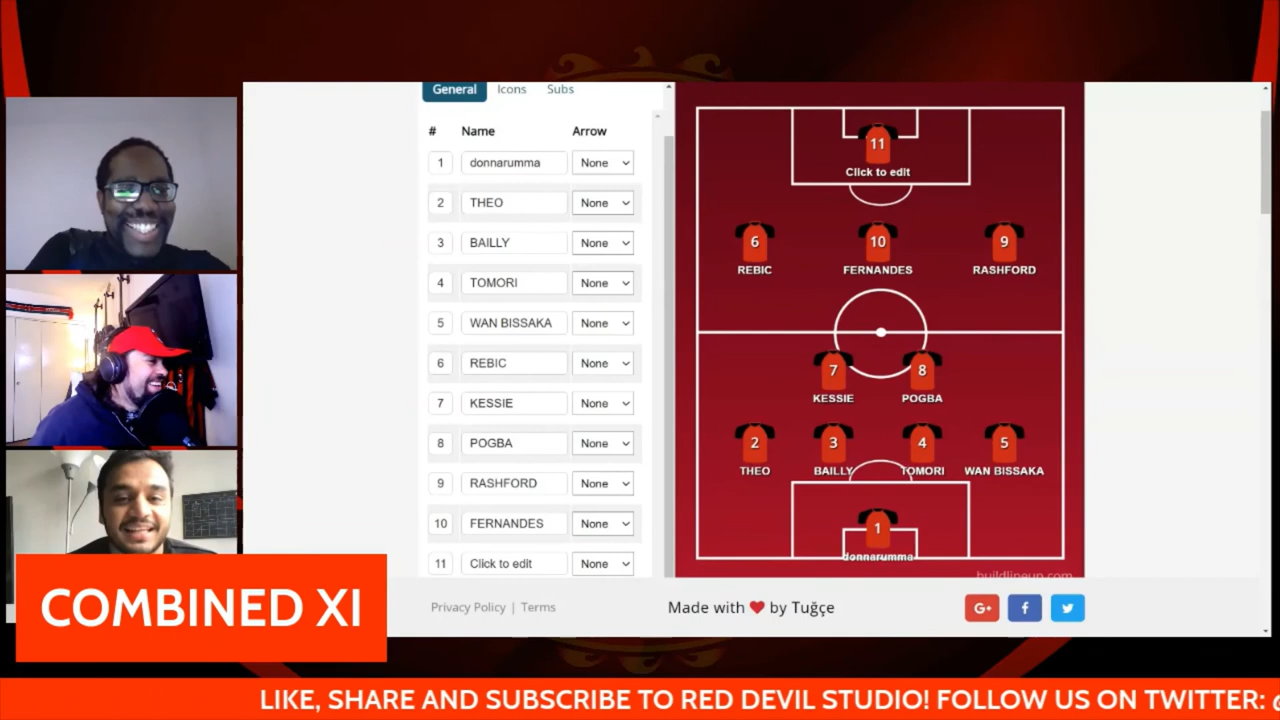 General Icons Subs
# Name Arrow
1 donnarumma None
2 THEO None
3 BAILLY None
4 TOMORI None
5 WAN BISSAKA None
6 REBIC None
7 KESSIE None
8 POGBA None
9 RASHFORD None
10 FERNANDES None
11 Click to edit None
11
Click to edit
6 10 9
REBIC FERNANDES RASHFORD
7 8
KESSIE POGBA
2 3 4 5
THEO BAILLY TOMORI WAN BISSAKA
1
donnarumma
buildlineup.com
Privacy Policy | Terms
Made with ❤ by Tuğçe
G+ f
COMBINED XI
LIKE, SHARE AND SUBSCRIBE TO RED DEVIL STUDIO! FOLLOW US ON TWITTER: